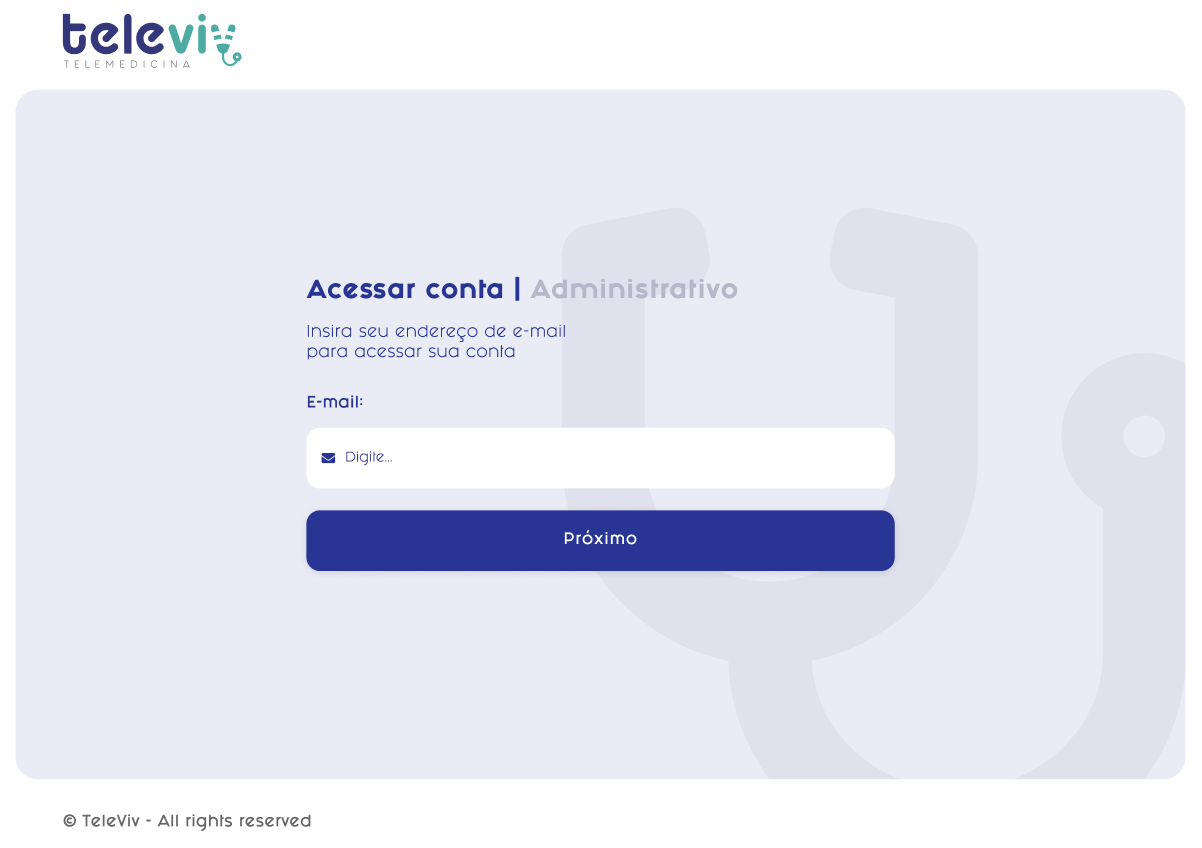 televiv
TELEMEDICINA
Acessar conta | Administrativo
Insira seu endereço de e-mail
para acessar sua conta
E-mail:
Digite...
Próximo
© TeleViv - All rights reserved